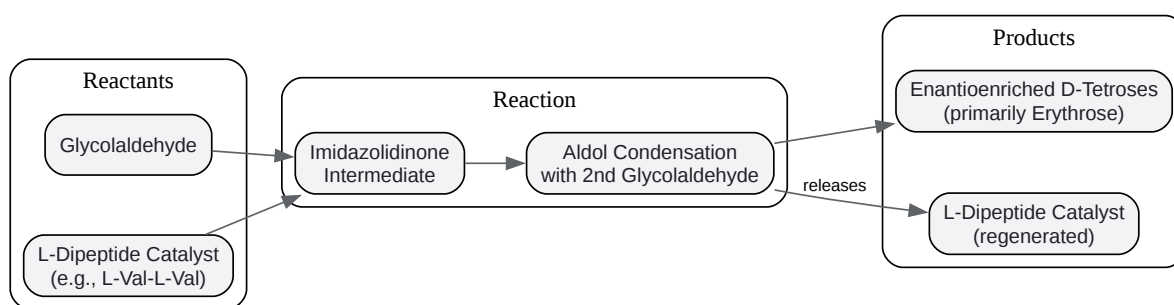 Reactants
Glycolaldehyde
L-Dipeptide Catalyst
(e.g., L-Val-L-Val)
Reaction
Imidazolidinone
Intermediate
Aldol Condensation
with 2nd Glycolaldehyde
releases
Products
Enantioenriched D-Tetroses
(primarily Erythrose)
L-Dipeptide Catalyst
(regenerated)